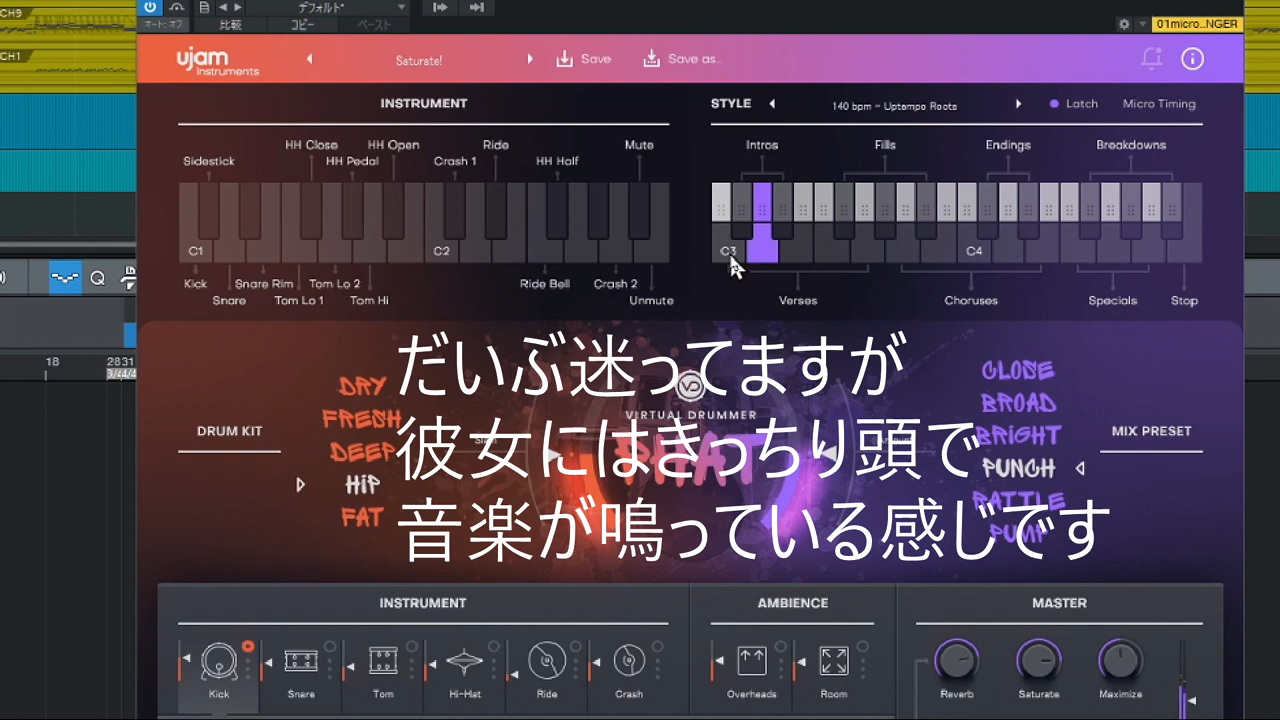 CH9
デフォルト*
オート: オフ
比較
コピー
ベースト
01micro..NGER
CH1
ujam
instruments
Saturate!
Save
Save as...
INSTRUMENT
STYLE
140 bpm - Uptempo Roots
Latch
Micro Timing
HH Close
HH Open
Ride
Mute
Intros
Fills
Endings
Breakdowns
Sidestick
HH Pedal
Crash 1
HH Half
C1
C2
C3
C4
Kick
Snare Rim
Tom Lo 2
Ride Bell
Crash 2
Snare
Tom Lo 1
Tom Hi
Unmute
Verses
Choruses
Specials
Stop
18
2831
3/44/4
だいぶ迷ってますが
彼女にはきっちり頭で
音楽が鳴っている感じです
DRUM KIT
DRY
FRESH
DEEP
HIP
FAT
VD
VIRTUAL DRUMMER
PHAT
CLOSE
BROAD
BRIGHT
PUNCH
RATTLE
PUMP
MIX PRESET
INSTRUMENT
AMBIENCE
MASTER
Kick
Snare
Tom
Hi-Hat
Ride
Crash
Overheads
Room
Reverb
Saturate
Maximize